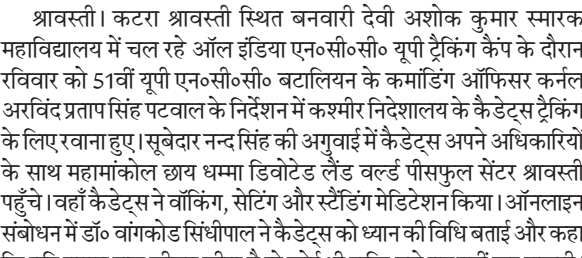 श्रावस्ती। कटरा श्रावस्ती स्थित बनवारी देवी अशोक कुमार स्मारक
महाविद्यालय में चल रहे ऑल इंडिया एन०सी०सी० यूपी ट्रैकिंग कैंप के दौरान
रविवार को 51वीं यूपी एन०सी०सी० बटालियन के कमांडिंग ऑफिसर कर्नल
अरविंद प्रताप सिंह पटवाल के निर्देशन में कश्मीर निदेशालय के कैडेट्स ट्रैकिंग
के लिए रवाना हुए। सूबेदार नन्द सिंह की अगुवाई में कैडेट्स अपने अधिकारियो
के साथ महामांकोल छाय धम्मा डिवोटेड लैंड वर्ल्ड पीसफुल सेंटर श्रावस्ती
पहुँचे। वहाँ कैडेट्स ने वॉकिंग, सेटिंग और स्टैंडिंग मेडिटेशन किया। ऑनलाइन
संबोधन में डॉ० वांगकोड सिंधीपाल ने कैडेट्स को ध्यान की विधि बताई और कहा